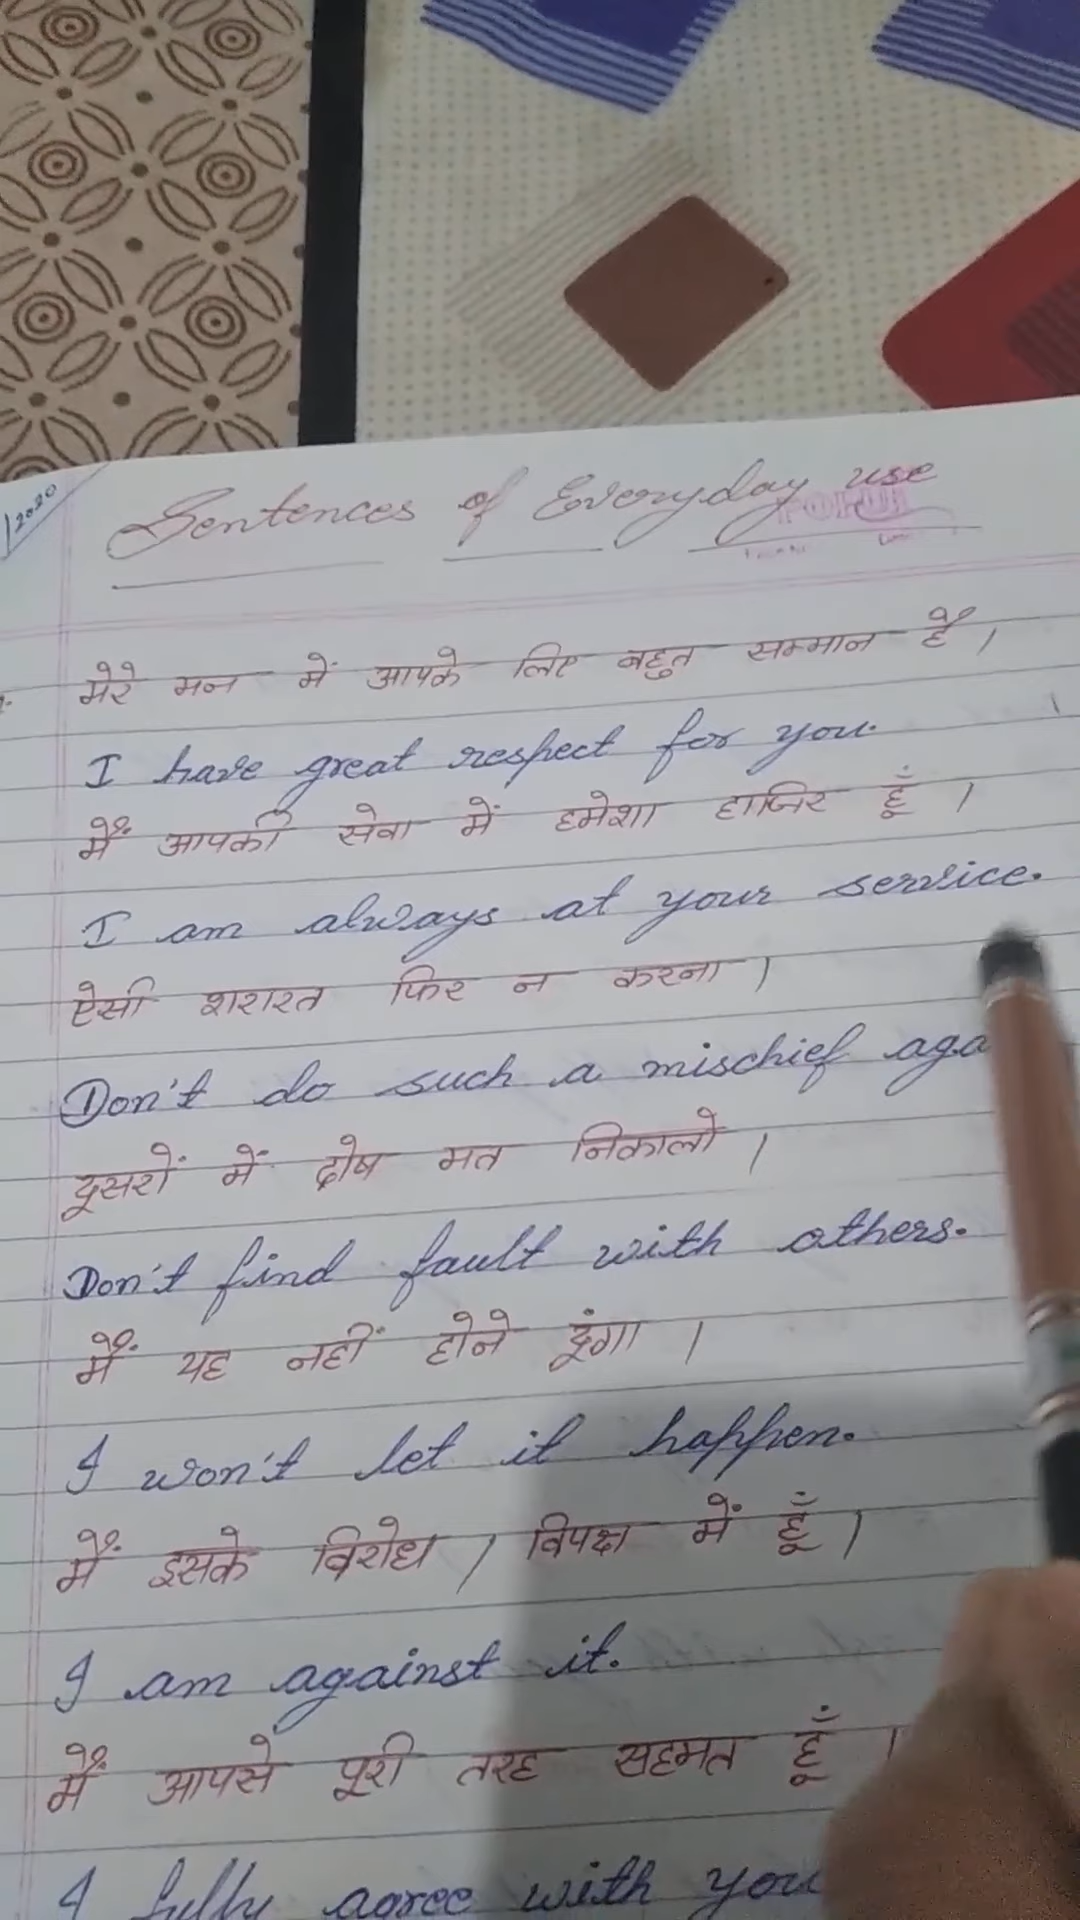 2020
Sentences of Everyday use
मेरे मन में आपके लिए बहुत सम्मान है ।
I have great respect for you.
मैं आपकी सेवा में हमेशा हाजिर हूँ ।
I am always at your service.
ऐसी शरारत फिर न करना ।
Don't do such a mischief aga
दूसरों में दोष मत निकालो ।
Don't find fault with others.
मैं यह नहीं होने दूंगा ।
I won't let it happen.
मैं इसके विरोध / विपक्ष में हूँ ।
I am against it.
मैं आपसे पूरी तरह सहमत हूँ ।
I fully agree with you